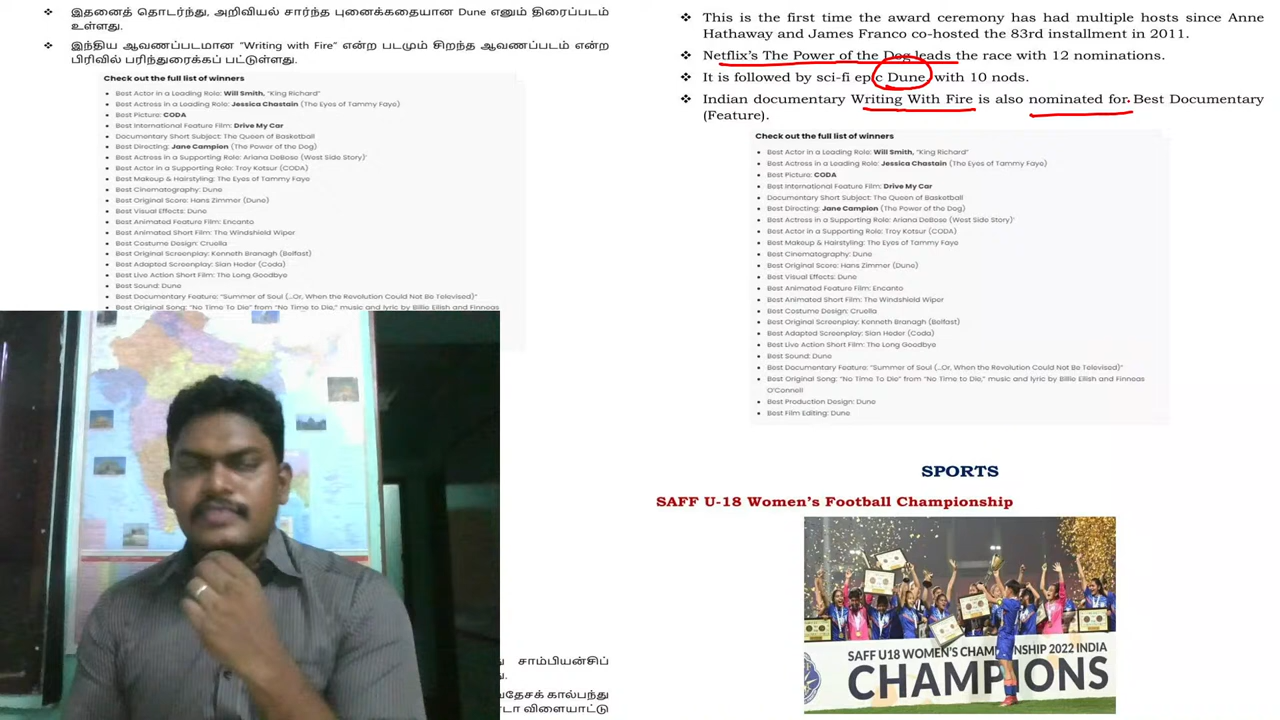 இதனைத் தொடர்ந்து, அறிவியல் சார்ந்த புனைக்கதையான Dune எனும் திரைப்படம்
உள்ளது.
இந்திய ஆவணப்படமான "Writing with Fire" என்ற படமும் சிறந்த ஆவணப்படம் என்ற
பிரிவில் பரிந்துரைக்கப் பட்டுள்ளது.
Check out the full list of winners
Best Actor in a Leading Role: Will Smith, "King Richard"
Best Actress in a Leading Role: Jessica Chastain (The Eyes of Tammy Faye)
Best Picture: CODA
Best International Feature Film: Drive My Car
Documentary Short Subject: The Queen of Basketball
Best Directing: Jane Campion (The Power of the Dog)
Best Actress in a Supporting Role: Ariana DeBose (West Side Story)'
Best Actor in a Supporting Role: Troy Kotsur (CODA)
Best Makeup & Hairstyling: The Eyes of Tammy Faye
Best Cinematography: Dune
Best Original Score: Hans Zimmer (Dune)
Best Visual Effects: Dune
Best Animated Feature Film: Encanto
Best Animated Short Film: The Windshield Wiper
Best Costume Design: Cruella
Best Original Screenplay: Kenneth Branagh (Belfast)
Best Adapted Screenplay: Sian Heder (Coda)
Best Live Action Short Film: The Long Goodbye
Best Sound: Dune
Best Documentary Feature: "Summer of Soul (...Or, When the Revolution Could Not Be Televised)"
Best Original Song: "No Time To Die" from "No Time to Die," music and lyric by Billie Eilish and Finneas
சாம்பியன்சிப்
கால்பந்து
விளையாட்டு
This is the first time the award ceremony has had multiple hosts since Anne
Hathaway and James Franco co-hosted the 83rd installment in 2011.
Netflix's The Power of the Dog leads the race with 12 nominations.
It is followed by sci-fi epic Dune, with 10 nods.
Indian documentary Writing With Fire is also nominated for Best Documentary
(Feature).
Check out the full list of winners
Best Actor in a Leading Role: Will Smith, "King Richard"
Best Actress in a Leading Role: Jessica Chastain (The Eyes of Tammy Faye)
Best Picture: CODA
Best International Feature Film: Drive My Car
Documentary Short Subject: The Queen of Basketball
Best Directing: Jane Campion (The Power of the Dog)
Best Actress in a Supporting Role: Ariana DeBose (West Side Story)'
Best Actor in a Supporting Role: Troy Kotsur (CODA)
Best Makeup & Hairstyling: The Eyes of Tammy Faye
Best Cinematography: Dune
Best Original Score: Hans Zimmer (Dune)
Best Visual Effects: Dune
Best Animated Feature Film: Encanto
Best Animated Short Film: The Windshield Wiper
Best Costume Design: Cruella
Best Original Screenplay: Kenneth Branagh (Belfast)
Best Adapted Screenplay: Sian Heder (Coda)
Best Live Action Short Film: The Long Goodbye
Best Sound: Dune
Best Documentary Feature: "Summer of Soul (...Or, When the Revolution Could Not Be Televised)"
Best Original Song: "No Time To Die" from "No Time to Die," music and lyric by Billie Eilish and Finneas
O'Connell
Best Production Design: Dune
Best Film Editing: Dune
SPORTS
SAFF U-18 Women's Football Championship
SAFF U18 WOMEN'S CHAMPIONSHIP 2022 INDIA
CHAMPIONS